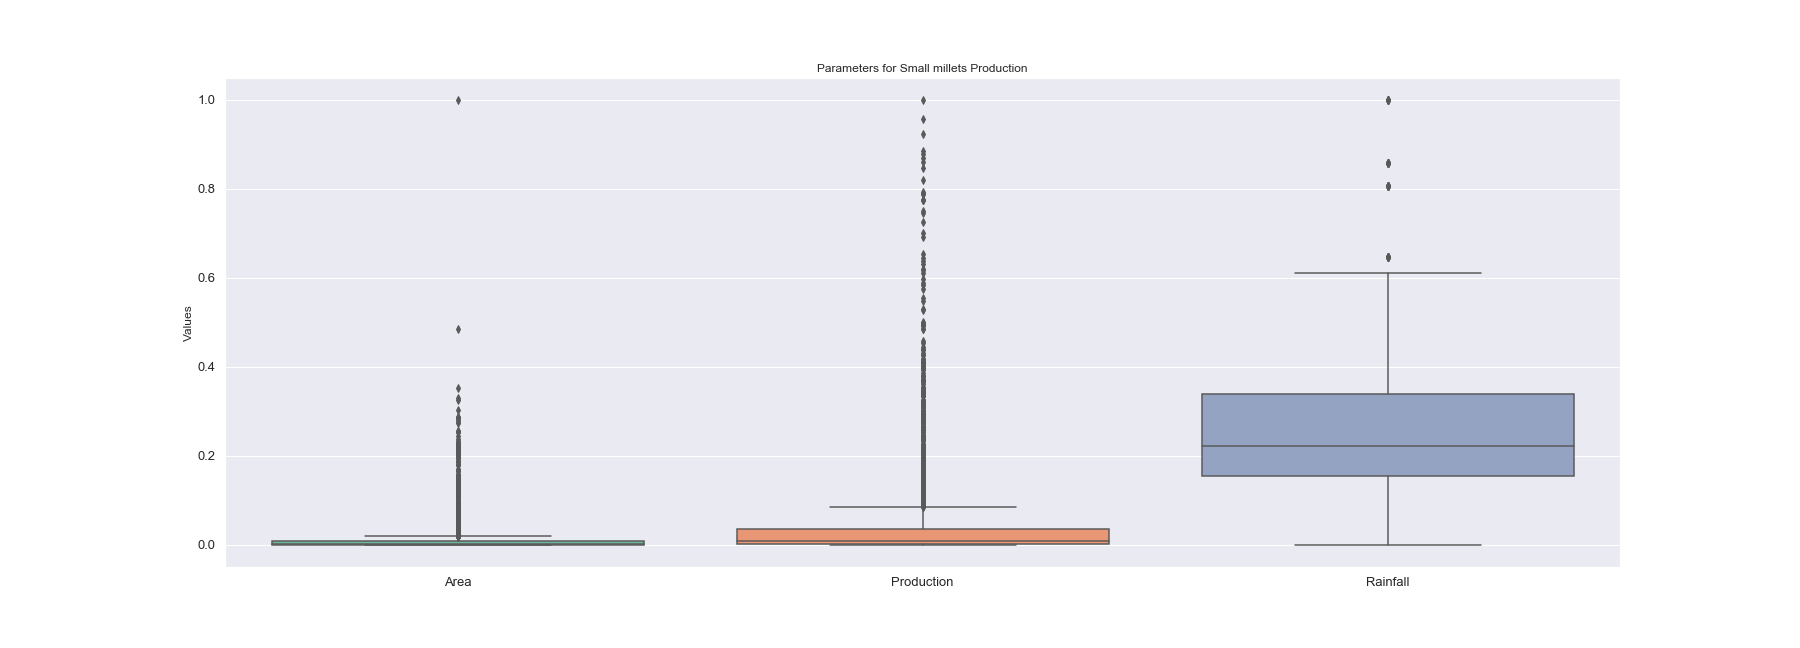 Parameters for Small millets Production
1.0
0.8
0.6
0.4
0.2
0.0
Values
Area
Production
Rainfall